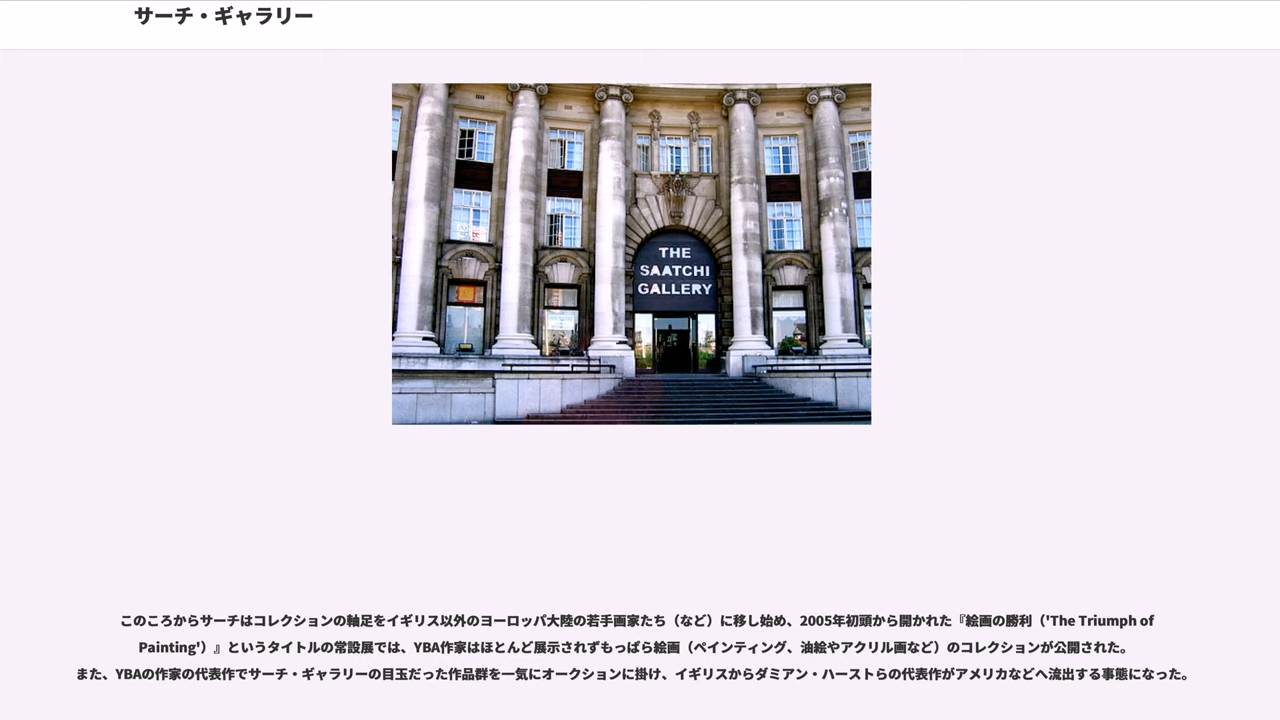 サーチ・ギャラリー
THE
SAATCHI
GALLERY
このころからサーチはコレクションの軸足をイギリス以外のヨーロッパ大陸の若手画家たち（など）に移し始め、2005年初頭から開かれた『絵画の勝利（'The Triumph of
Painting'）』というタイトルの常設展では、YBA作家はほとんど展示されずもっぱら絵画（ペインティング、油絵やアクリル画など）のコレクションが公開された。
また、YBAの作家の代表作でサーチ・ギャラリーの目玉だった作品群を一気にオークションに掛け、イギリスからダミアン・ハーストらの代表作がアメリカなどへ流出する事態になった。